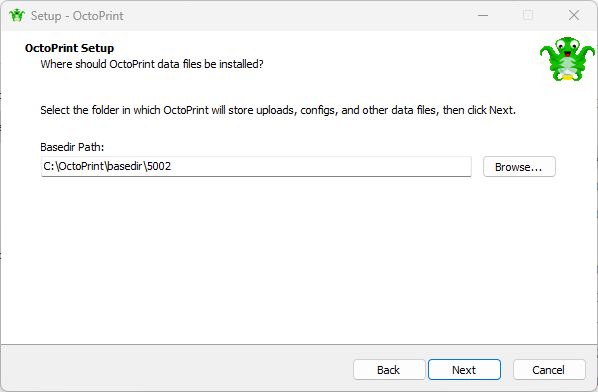 Setup - OctoPrint
OctoPrint Setup
Where should OctoPrint data files be installed?
Select the folder in which OctoPrint will store uploads, configs, and other data files, then click Next.
Basedir Path:
C:\OctoPrint\basedir\5002
Browse...
Back
Next
Cancel